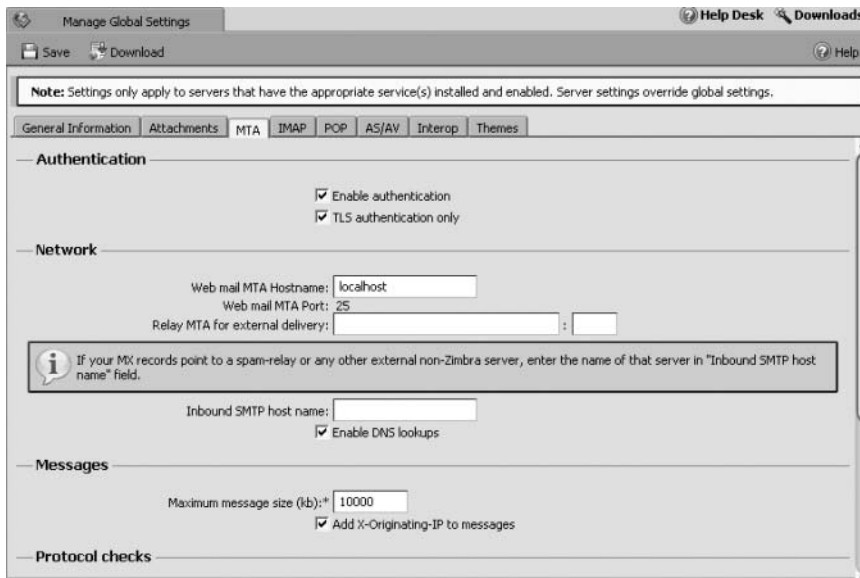 Manage Global Settings
Help Desk Downloads
Save Download Help
Note: Settings only apply to servers that have the appropriate service(s) installed and enabled. Server settings override global settings.
General Information Attachments MTA IMAP POP AS/AV Interop Themes
Authentication
Enable authentication
TLS authentication only
Network
Web mail MTA Hostname: localhost
Web mail MTA Port: 25
Relay MTA for external delivery: :
If your MX records point to a spam-relay or any other external non-Zimbra server, enter the name of that server in "Inbound SMTP host
name" field.
Inbound SMTP host name:
Enable DNS lookups
Messages
Maximum message size (kb):* 10000
Add X-Originating-IP to messages
Protocol checks